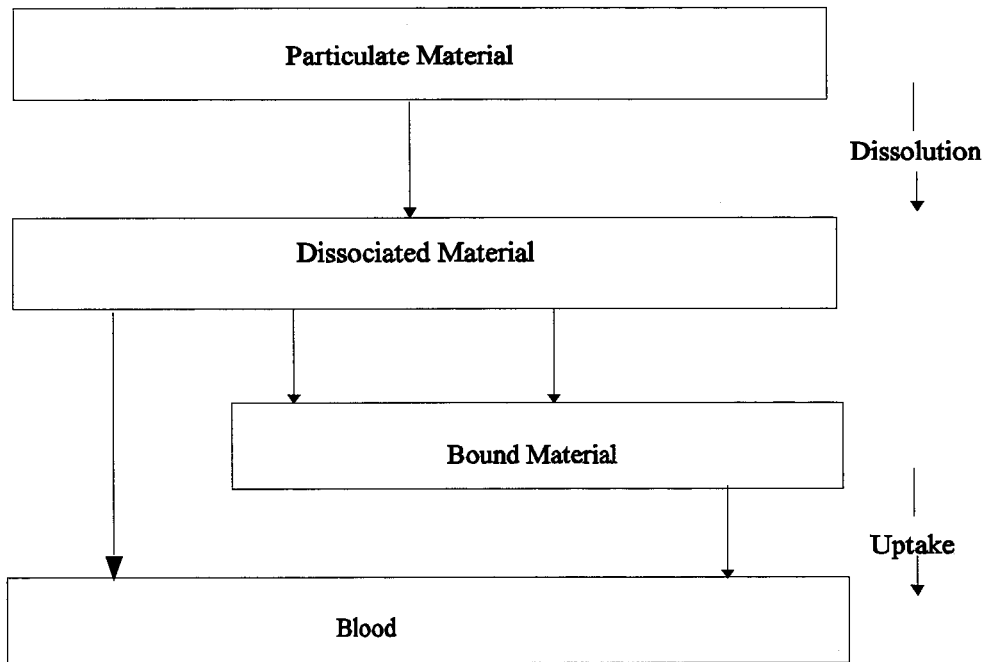 Particulate Material
Dissolution
Dissociated Material
Bound Material
Uptake
Blood